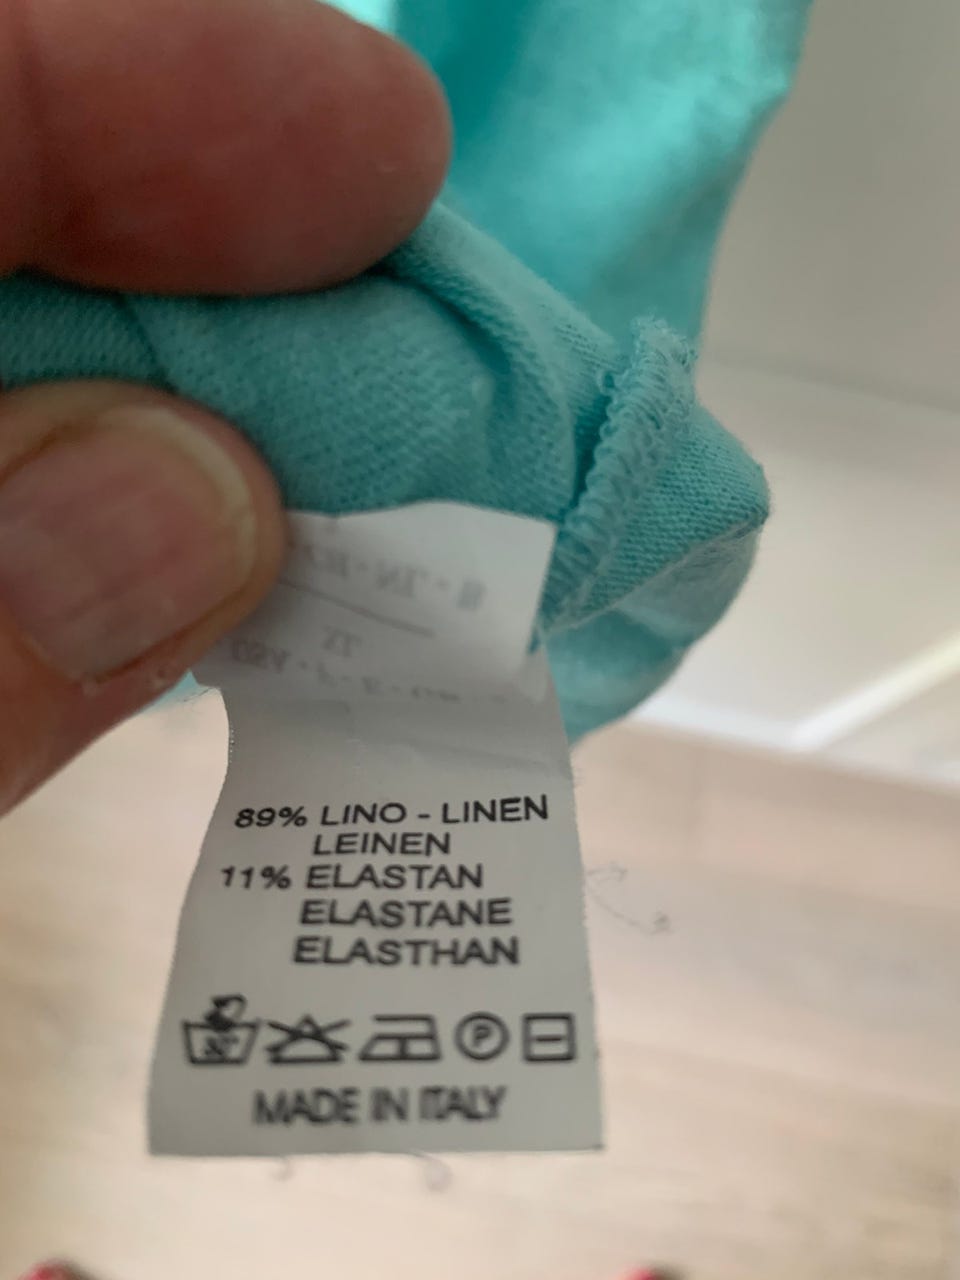 89% LINO - LINEN
LEINEN
11% ELASTAN
ELASTANE
ELASTHAN
P
MADE IN ITALY